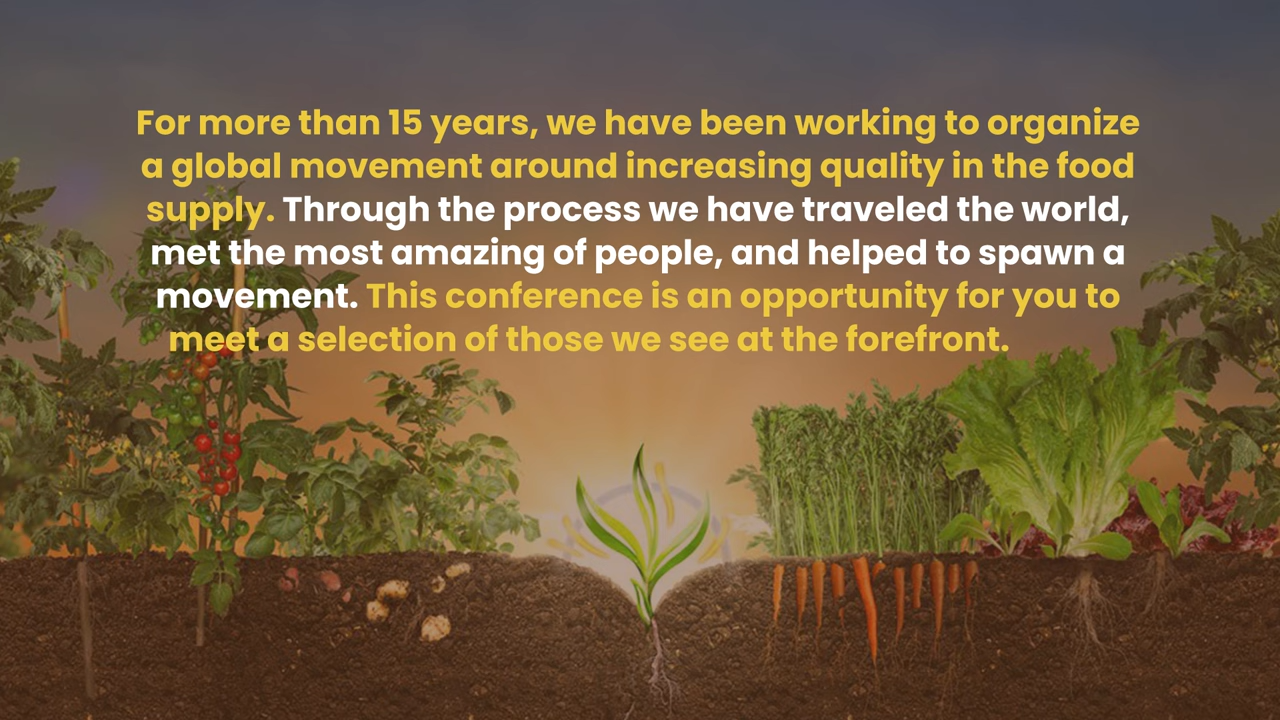 For more than 15 years, we have been working to organize
a global movement around increasing quality in the food
supply. Through the process we have traveled the world,
met the most amazing of people, and helped to spawn a
movement. This conference is an opportunity for you to
meet a selection of those we see at the forefront.